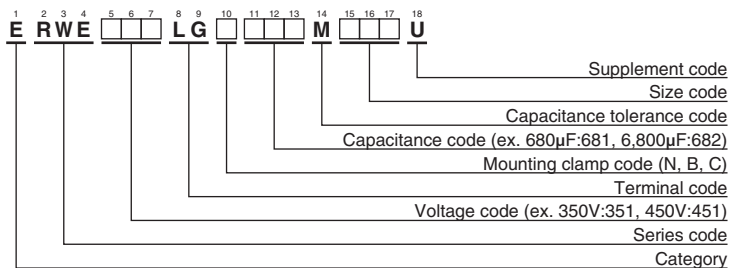 1 2 3 4 5 6 7 8 9 10 11 12 13 14 15 16 17 18
E RWE □□□ LG □ □□□ M □□□ U
Supplement code
Size code
Capacitance tolerance code
Capacitance code (ex. 680µF:681, 6,800µF:682)
Mounting clamp code (N, B, C)
Terminal code
Voltage code (ex. 350V:351, 450V:451)
Series code
Category